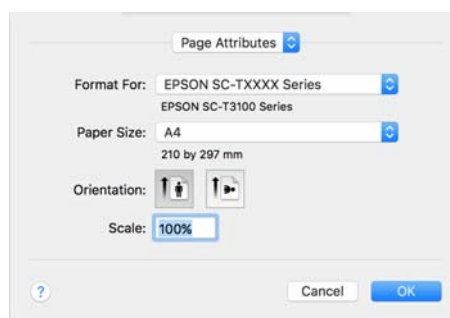 Page Attributes
Format For: EPSON SC-TXXXX Series
EPSON SC-T3100 Series
Paper Size: A4
210 by 297 mm
Orientation:
Scale: 100%
? Cancel OK